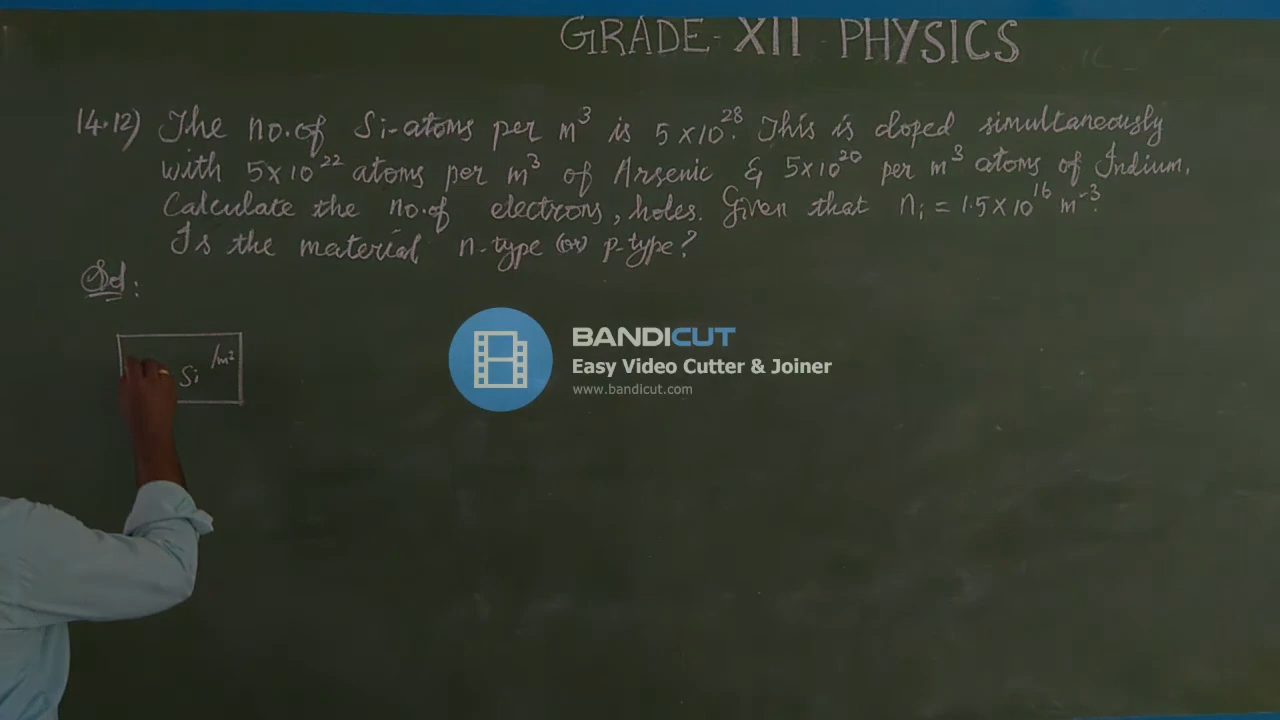 GRADE-XII PHYSICS
14.12) The no.of Si-atoms per m³ is 5×10²⁸. This is doped simultaneously
with 5×10²² atoms per m³ of Arsenic & 5×10²⁰ per m³ atoms of Indium.
Calculate the no.of electrons, holes. Given that nᵢ = 1.5×10¹⁶ m⁻³.
Is the material n-type (or) p-type?
Sol:
Si /m³
BANDICUT
Easy Video Cutter & Joiner
www.bandicut.com